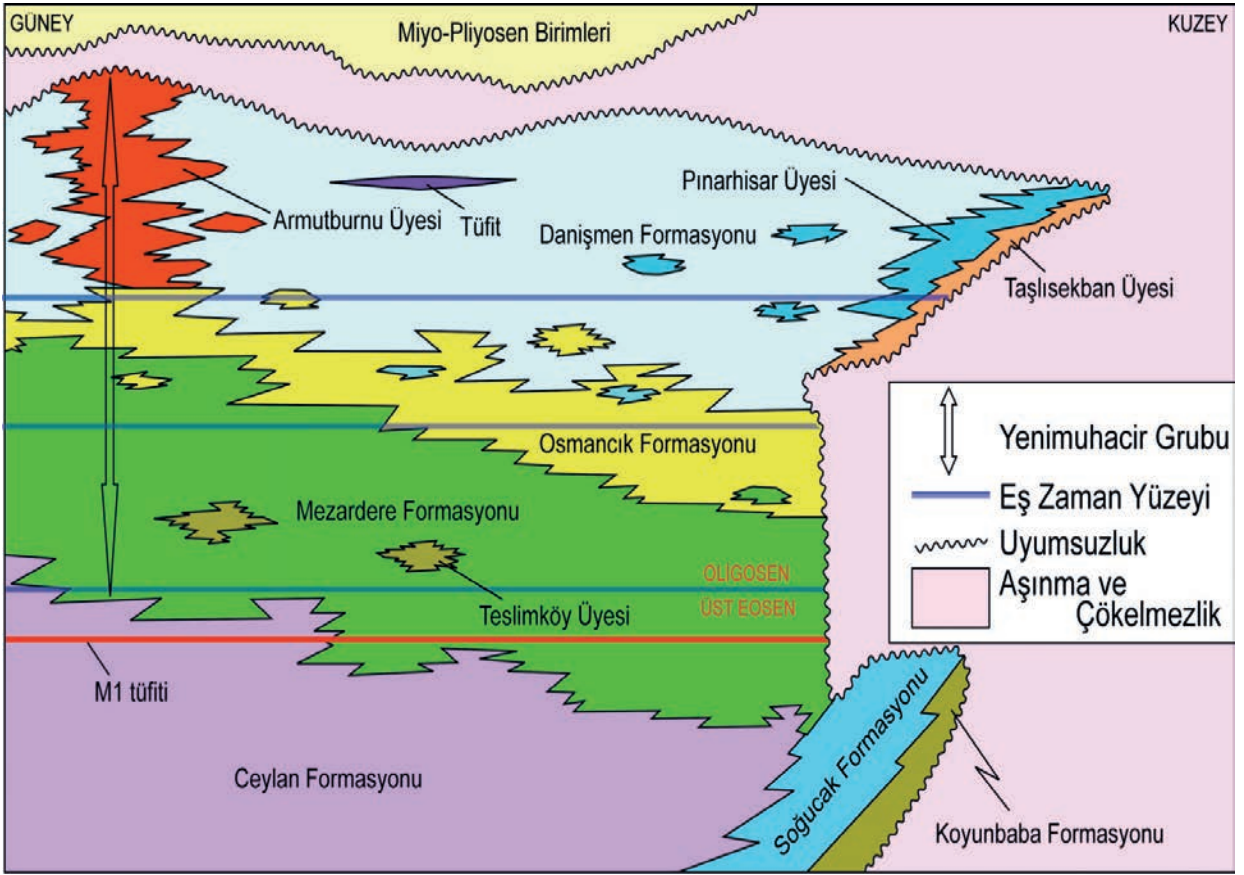 GÜNEY
KUZEY
Miyo-Pliyosen Birimleri
Pınarhisar Üyesi
Armutburnu Üyesi
Tüfit
Danişmen Formasyonu
Taşlısekban Üyesi
Osmancık Formasyonu
Mezardere Formasyonu
OLİGOSEN
ÜST EOSEN
Teslimköy Üyesi
M1 tüfiti
Ceylan Formasyonu
Soğucak Formasyonu
Koyunbaba Formasyonu
Yenimuhacir Grubu
Eş Zaman Yüzeyi
Uyumsuzluk
Aşınma ve
Çökelmezlik